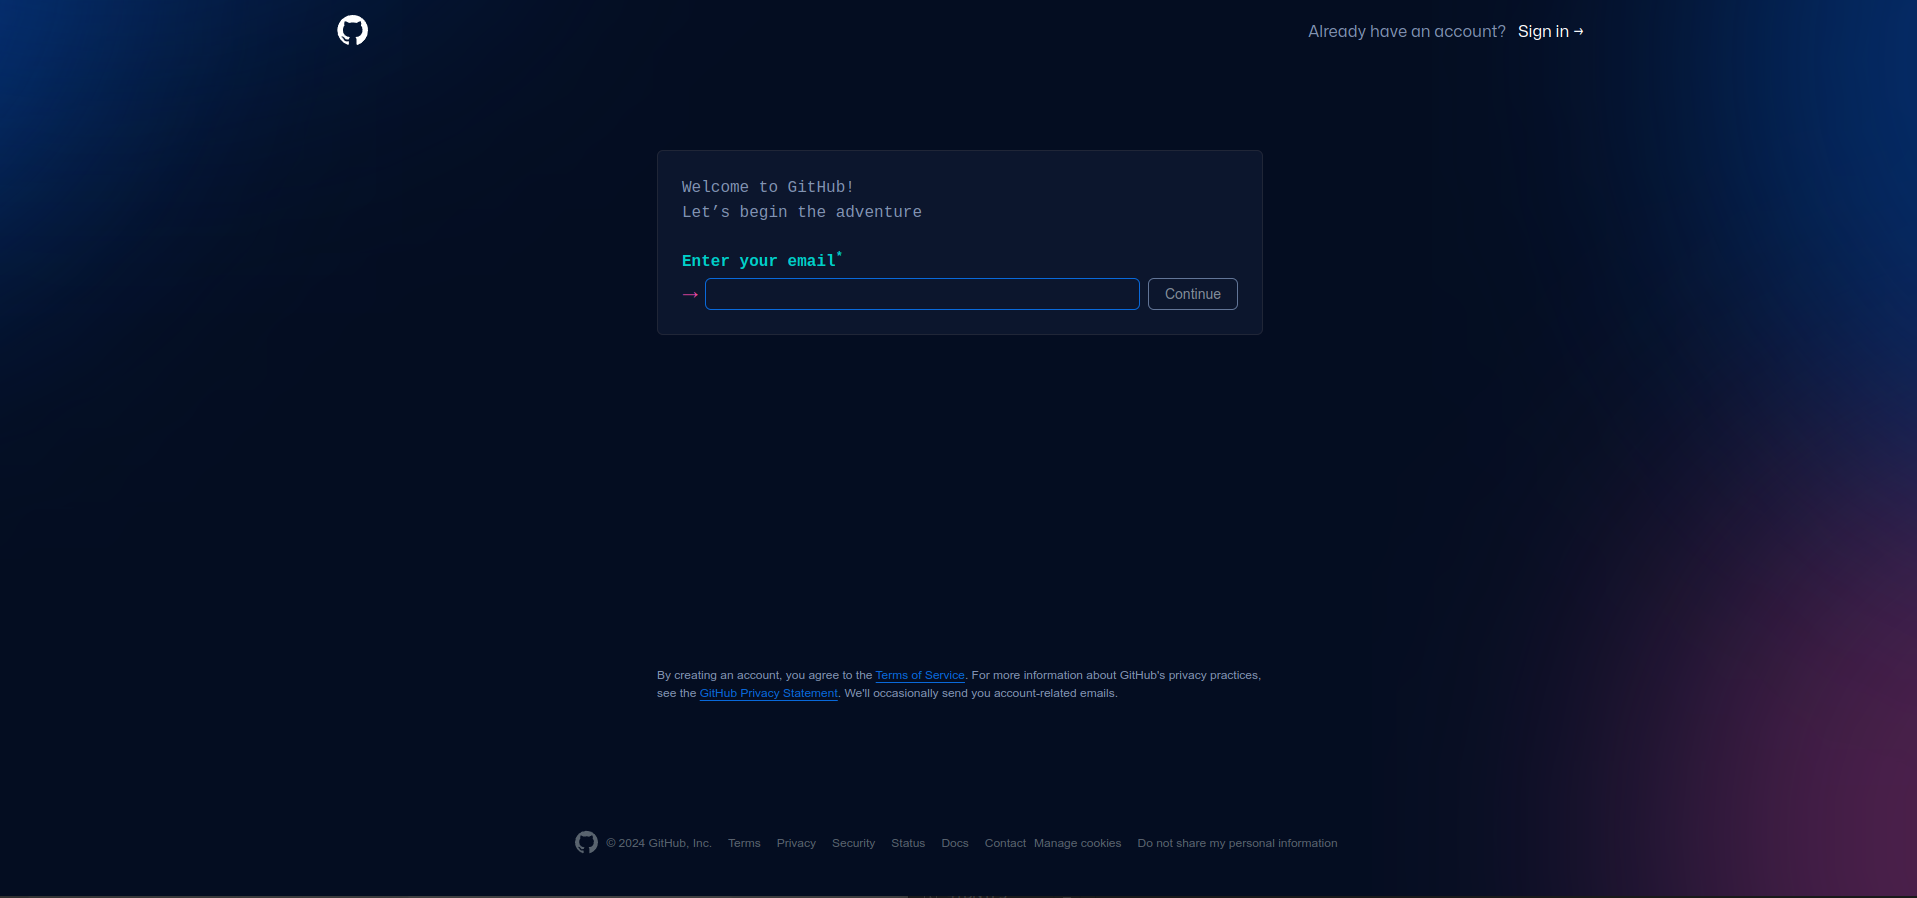 Already have an account? Sign in →
Welcome to GitHub!
Let’s begin the adventure
Enter your email*
→ Continue
By creating an account, you agree to the Terms of Service. For more information about GitHub's privacy practices,
see the GitHub Privacy Statement. We'll occasionally send you account-related emails.
© 2024 GitHub, Inc. Terms Privacy Security Status Docs Contact Manage cookies Do not share my personal information